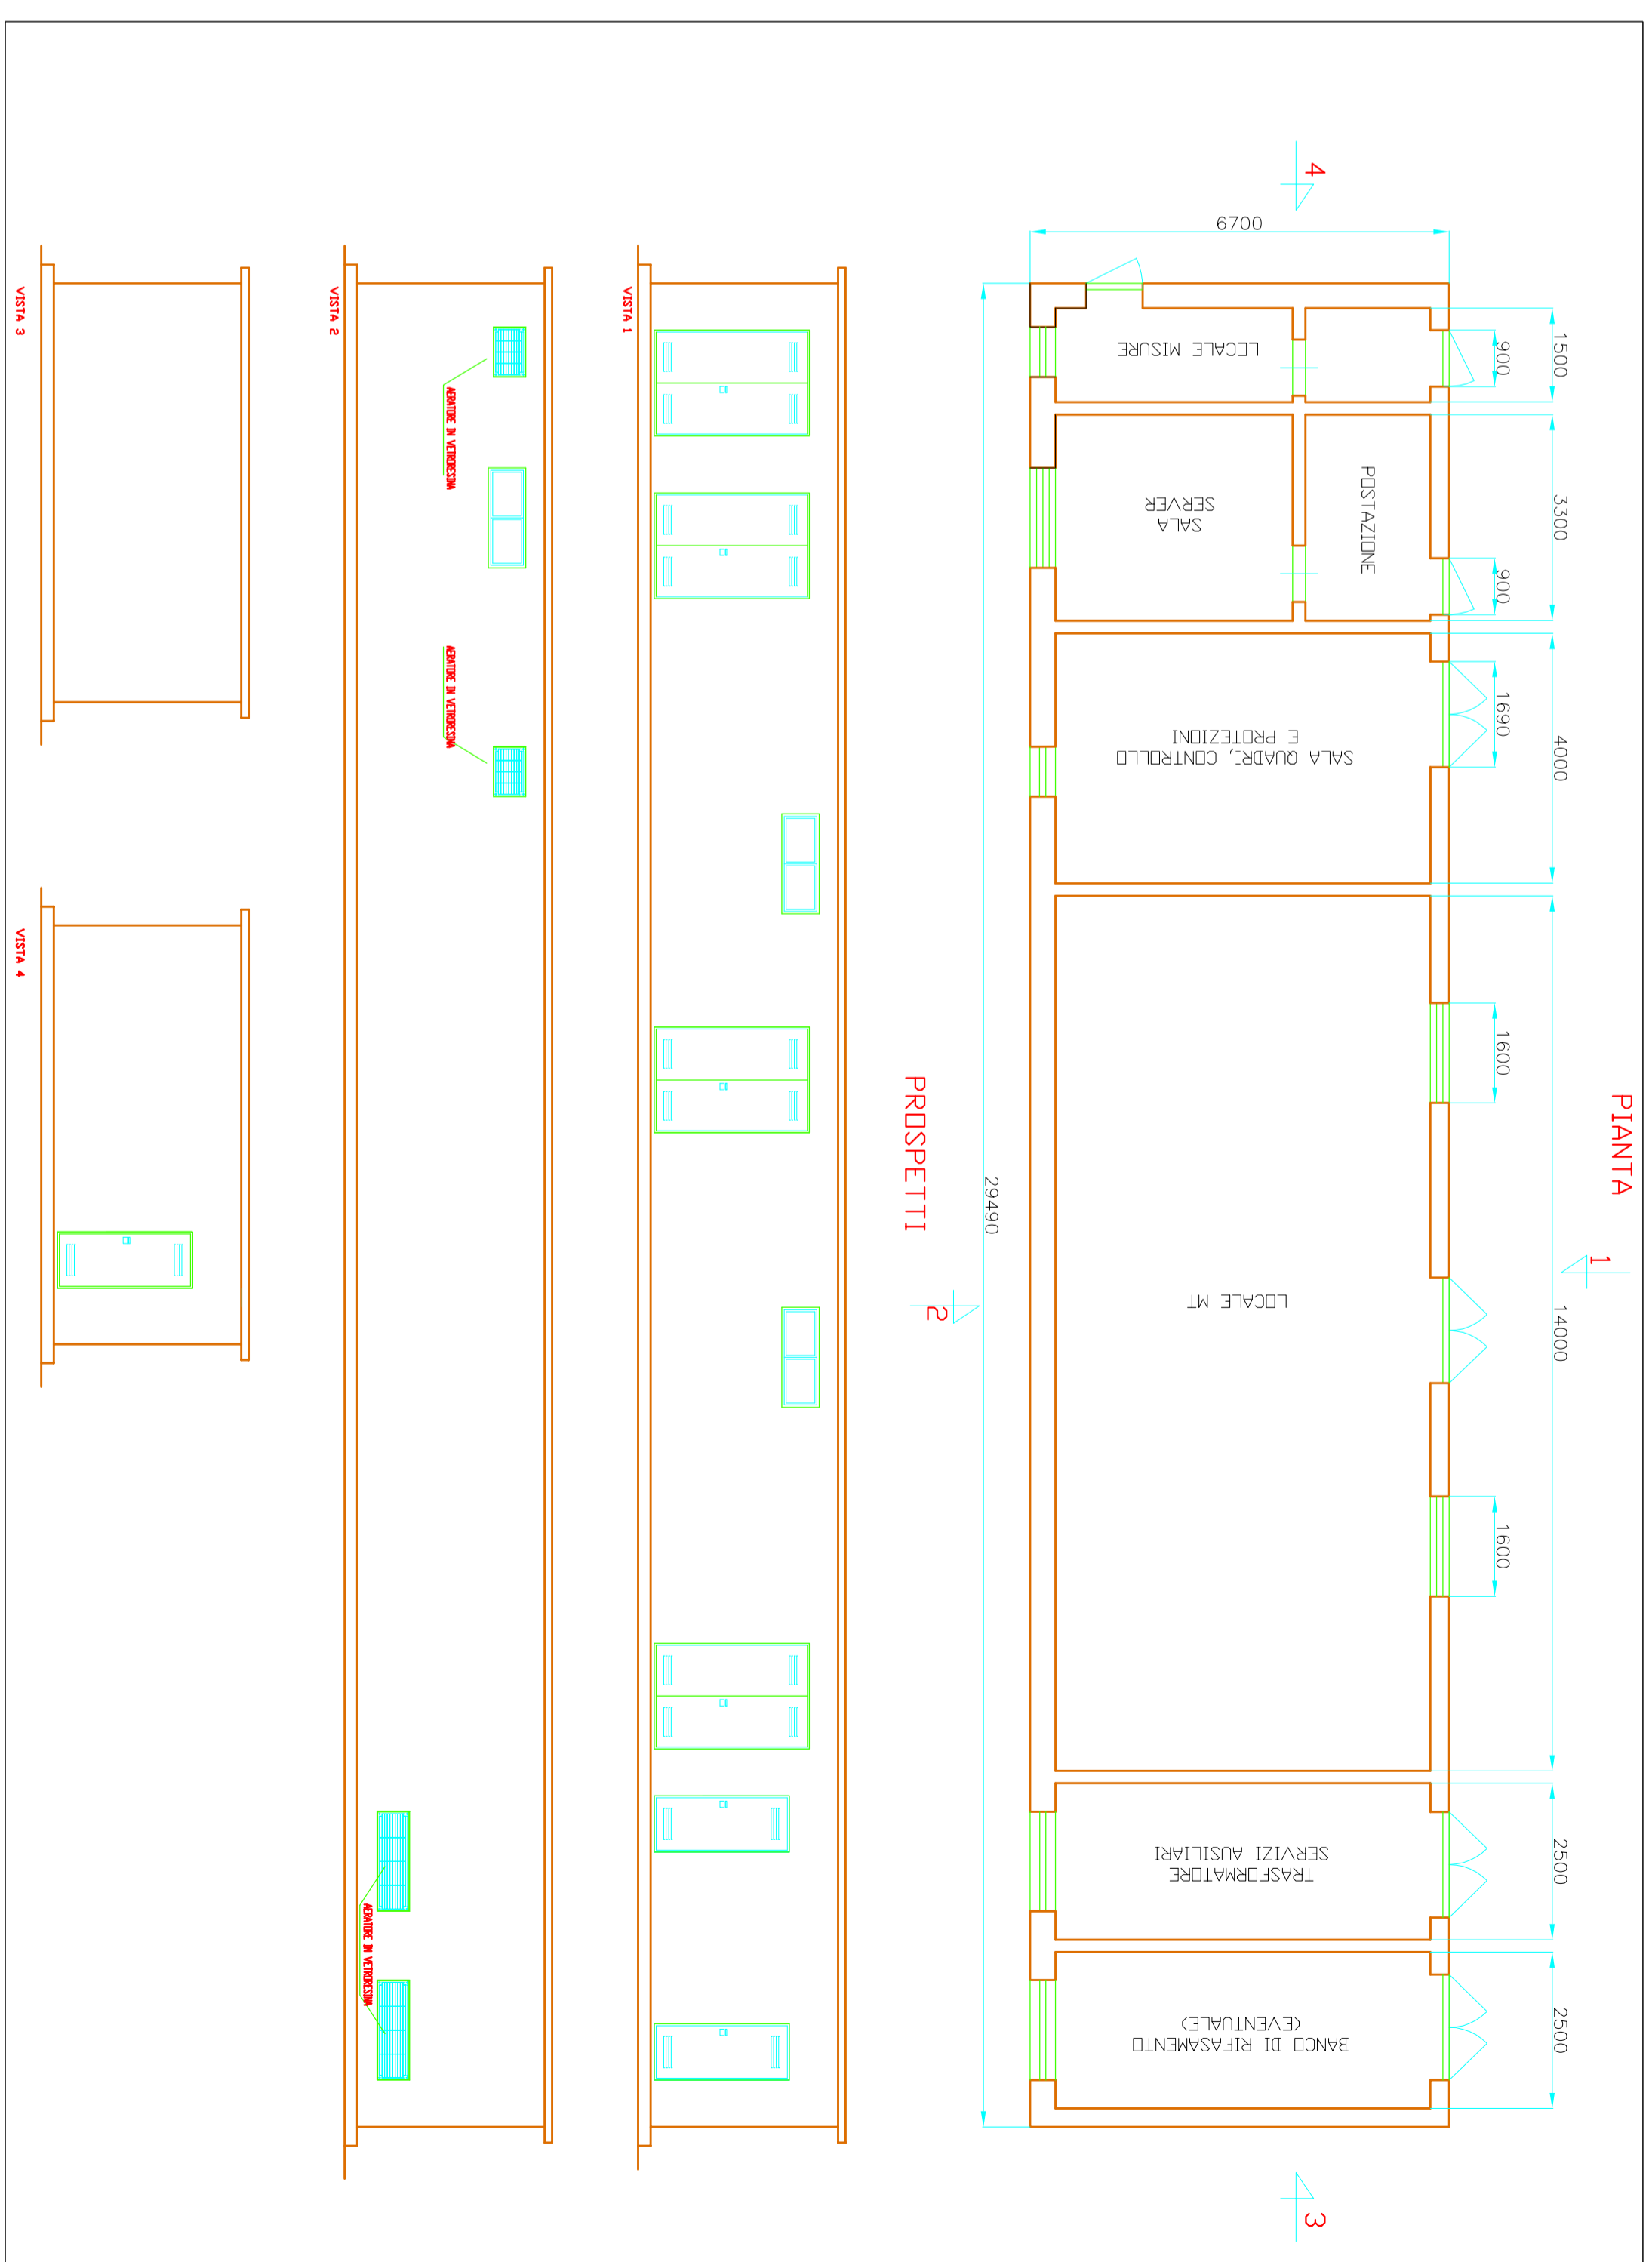 PIANTA
1
1500
3300
4000
14000
2500
2500
900
900
1690
1600
1600
4
6700
LOCALE MISURE
POSTAZIONE
SALA
SERVER
SALA QUADRI, CONTROLLO
E PROTEZIONI
LOCALE MT
TRASFORMATORE
SERVIZI AUSILIARI
BANCO DI RIFASAMENTO
(EVENTUALE)
3
29490
2
PROSPETTI
VISTA 1
AERATORE IN VETRORESINA
AERATORE IN VETRORESINA
AERATORE IN VETRORESINA
VISTA 2
VISTA 3
VISTA 4